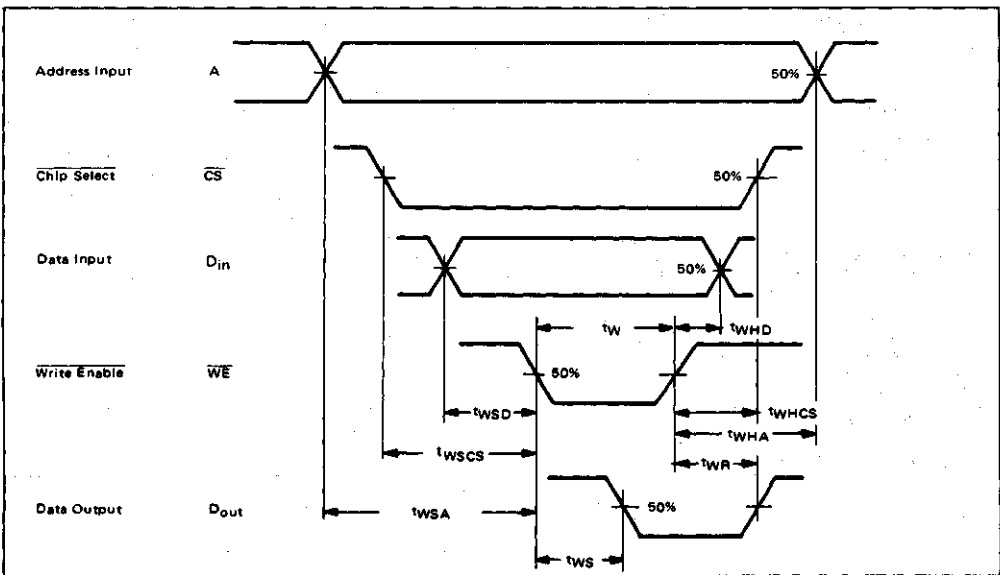 Address Input A 50%
Chip Select CS 50%
Data Input Din 50%
tW tWHD
Write Enable WE 50%
tWSD tWHCS
tWHA
tWSCS tWR
Data Output Dout 50%
tWSA
tWS